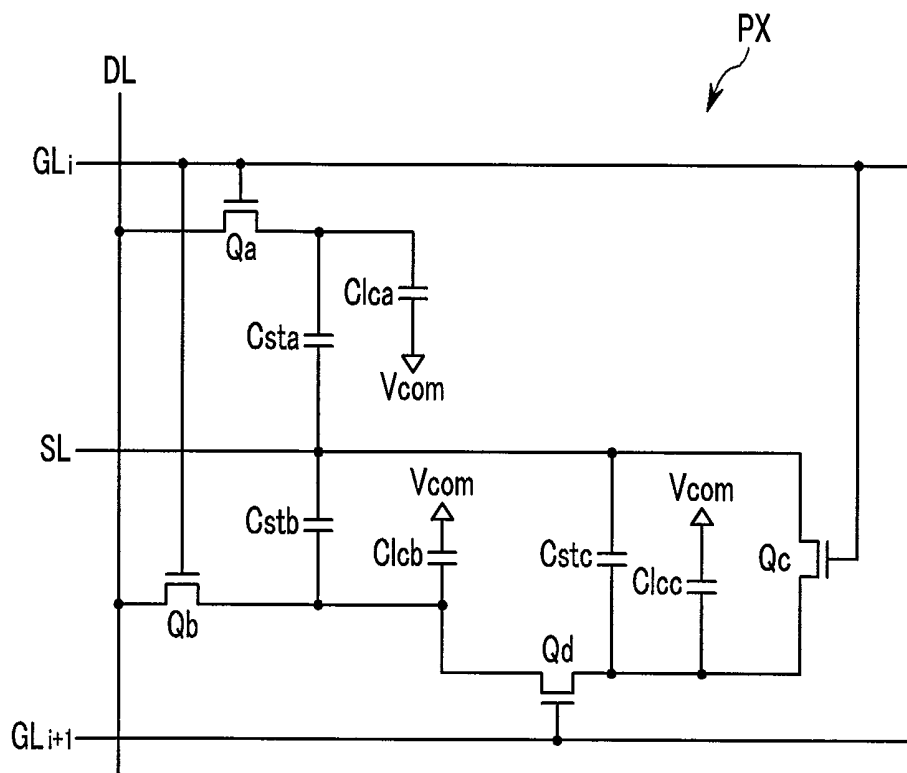 PX
DL
GLi
Qa
Clca
Csta
Vcom
SL
Vcom
Vcom
Cstb
Clcb
Cstc
Clcc
Qc
Qb
Qd
GLi+1